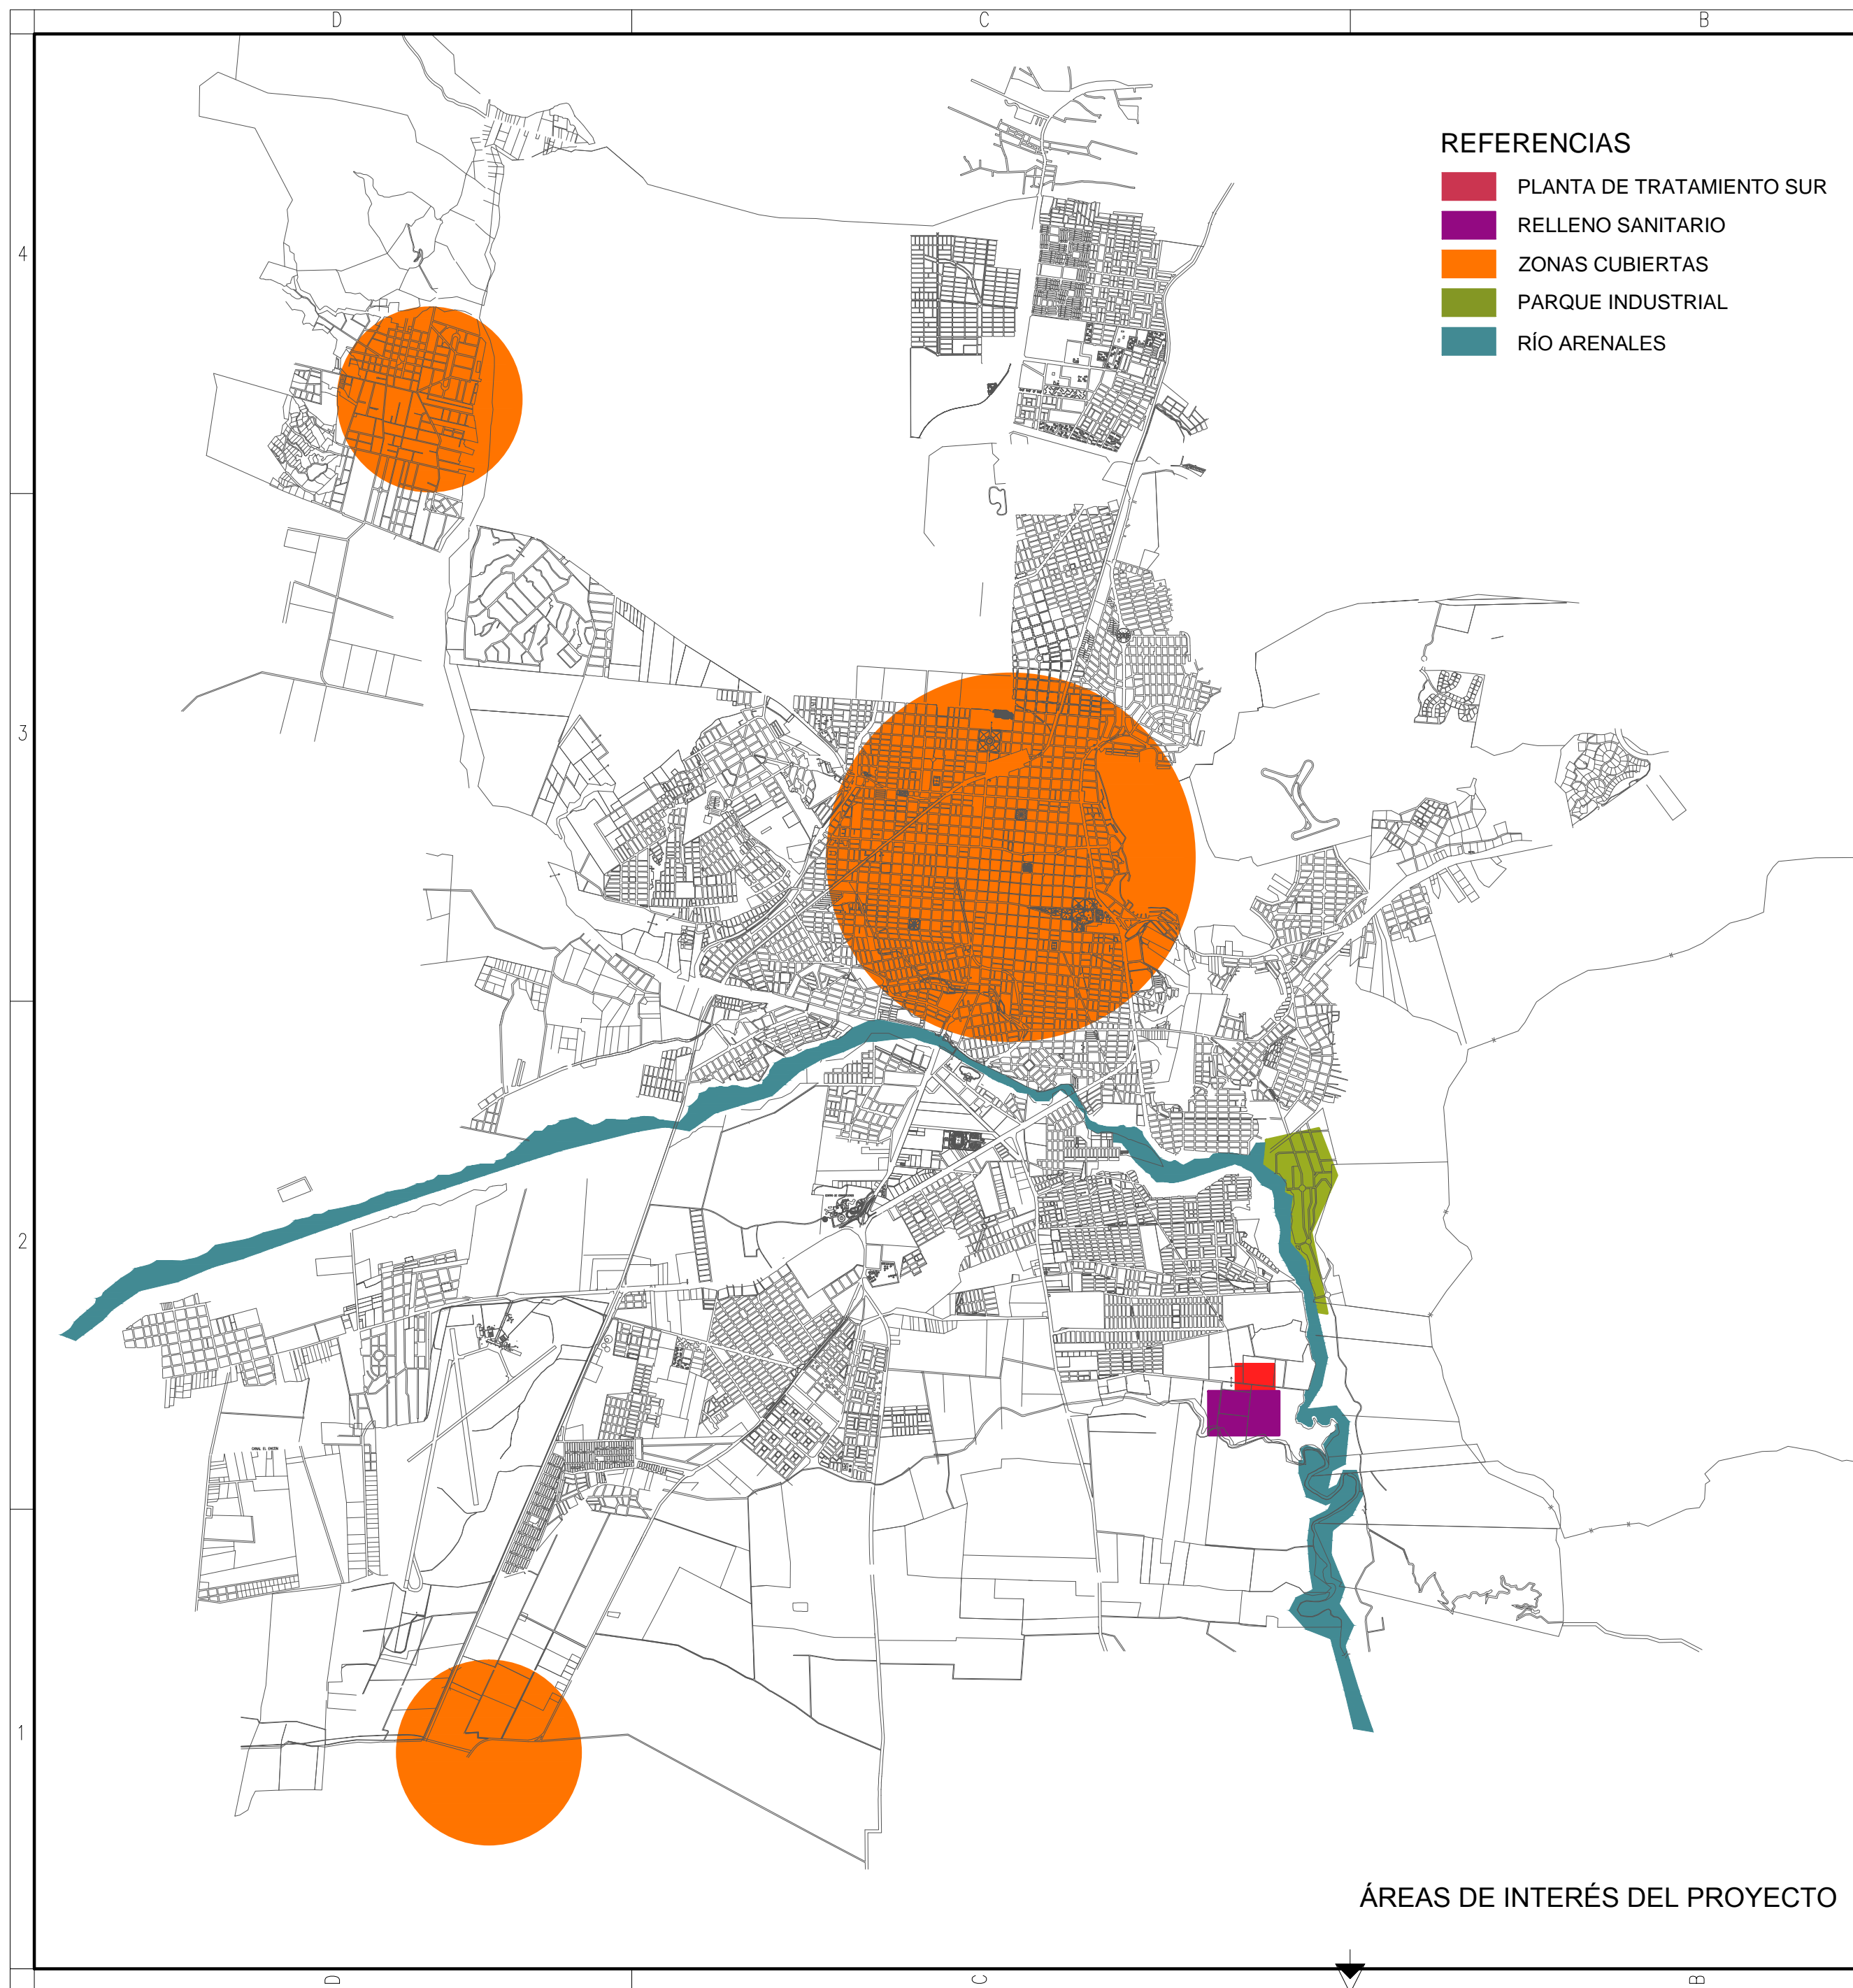 D C B
REFERENCIAS
PLANTA DE TRATAMIENTO SUR
RELLENO SANITARIO
ZONAS CUBIERTAS
PARQUE INDUSTRIAL
RÍO ARENALES
4
3
2
1
ÁREAS DE INTERÉS DEL PROYECTO
D C B